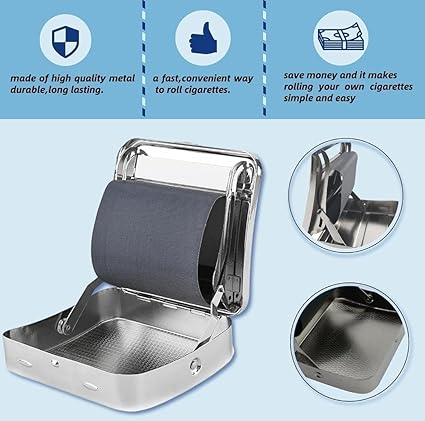 made of high quality metal
durable,long lasting.
a fast,convenient way
to roll cigarettes.
save money and it makes
rolling your own cigarettes
simple and easy